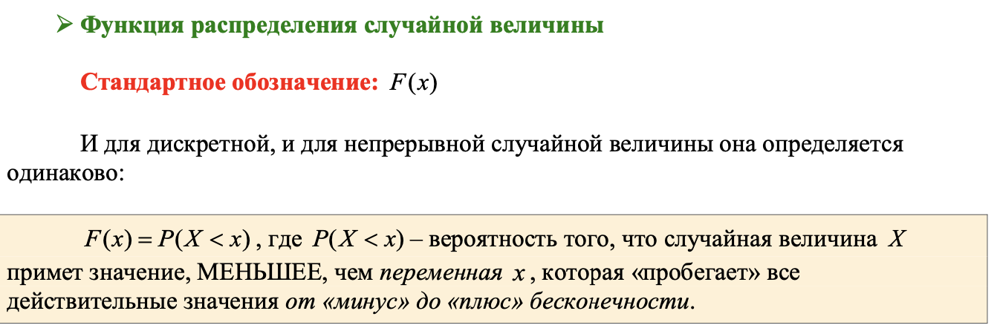 ➢ Функция распределения случайной величины
Стандартное обозначение: F(x)
И для дискретной, и для непрерывной случайной величины она определяется
одинаково:
F(x) = P(X < x), где P(X < x) – вероятность того, что случайная величина X
примет значение, МЕНЬШЕЕ, чем переменная x, которая «пробегает» все
действительные значения от «минус» до «плюс» бесконечности.